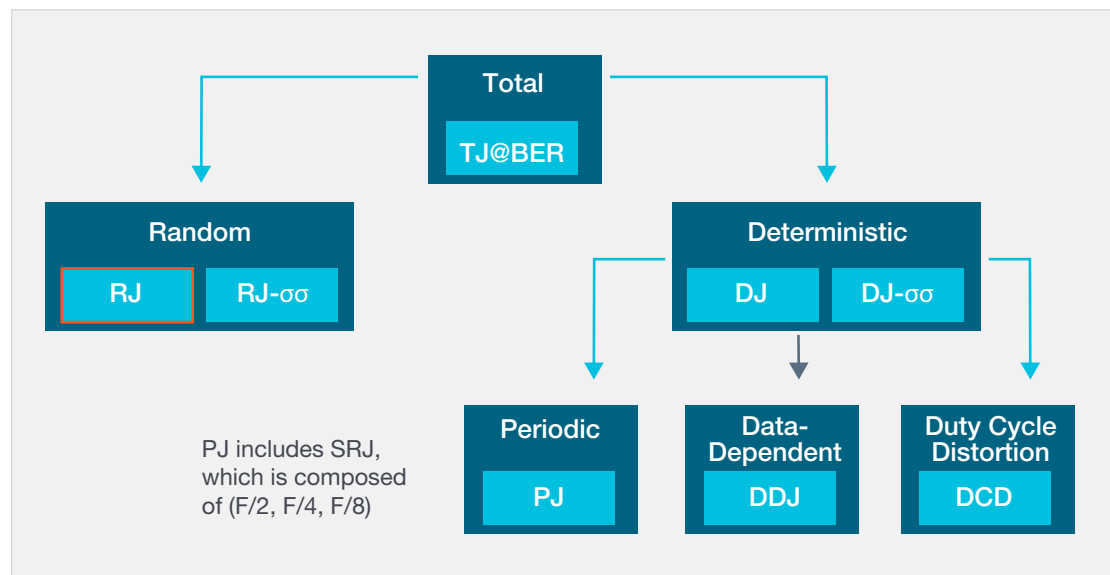 Total
TJ@BER
Random
RJ
RJ-σσ
Deterministic
DJ
DJ-σσ
Periodic
PJ
Data-
Dependent
DDJ
Duty Cycle
Distortion
DCD
PJ includes SRJ,
which is composed
of (F/2, F/4, F/8)